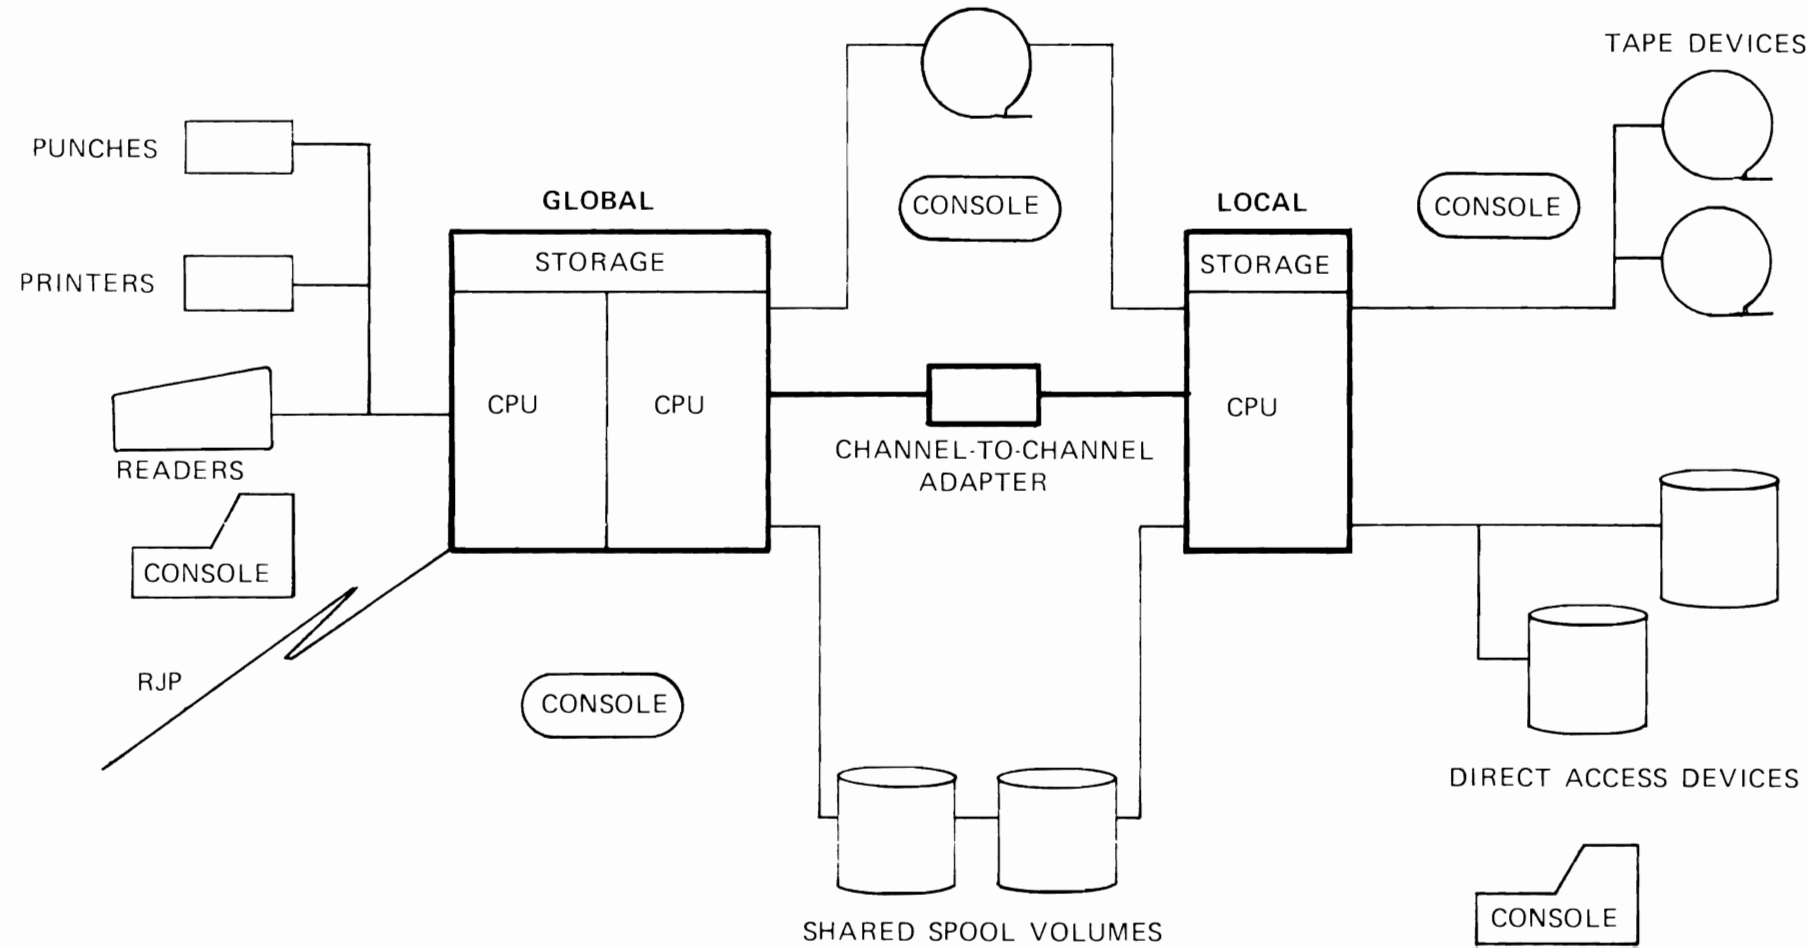 TAPE DEVICES
PUNCHES
GLOBAL
CONSOLE
LOCAL
CONSOLE
STORAGE
STORAGE
PRINTERS
CPU
CPU
CPU
CHANNEL-TO-CHANNEL
ADAPTER
READERS
CONSOLE
RJP
CONSOLE
DIRECT ACCESS DEVICES
SHARED SPOOL VOLUMES
CONSOLE